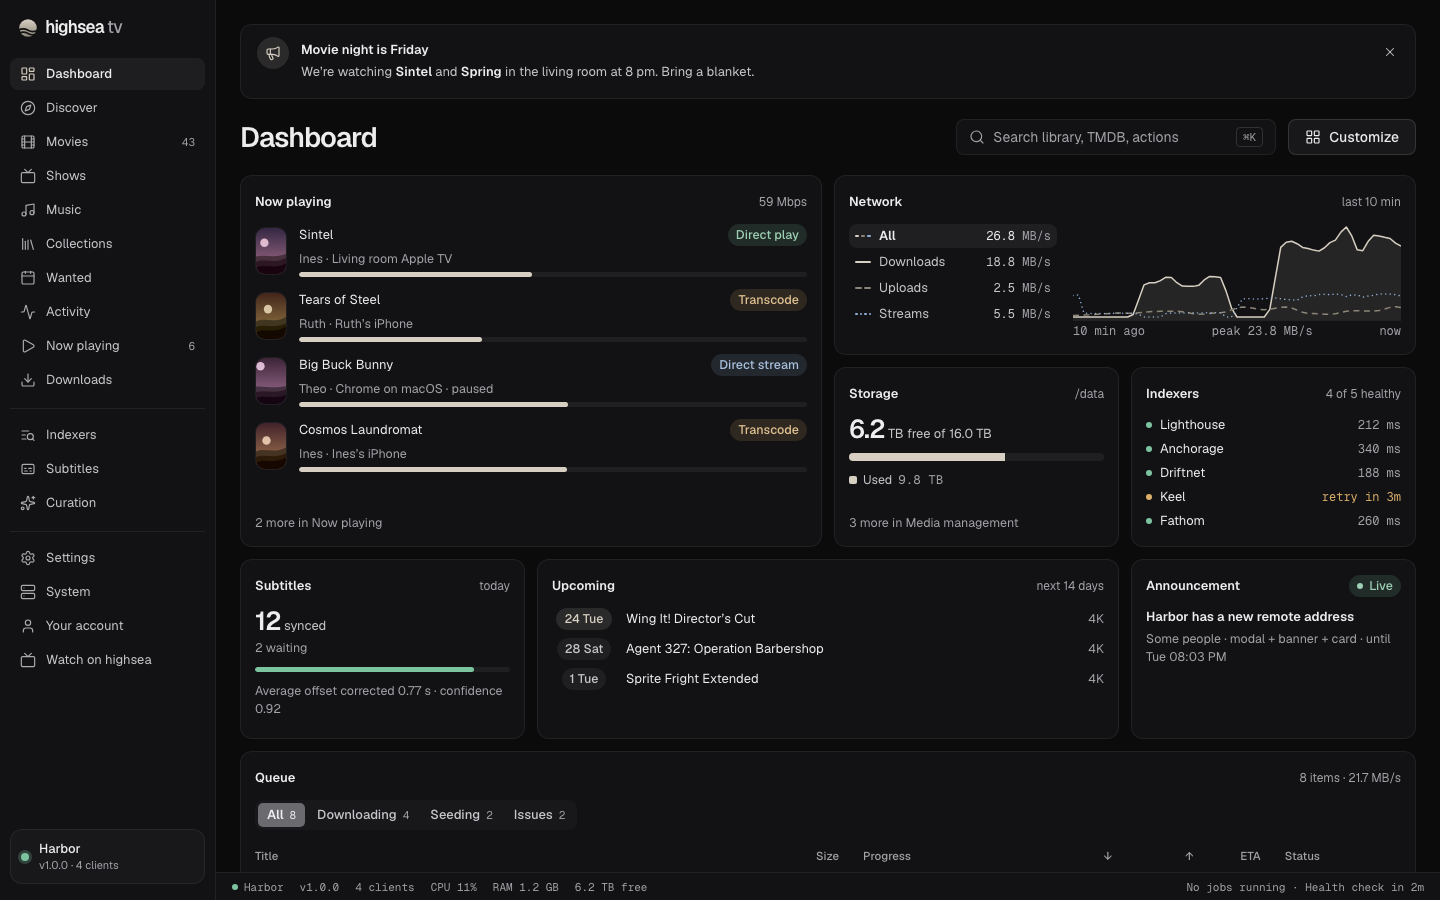 highsea tv
Dashboard
Discover
Movies 43
Shows
Music
Collections
Wanted
Activity
Now playing 6
Downloads
Indexers
Subtitles
Curation
Settings
System
Your account
Watch on highsea
Harbor
v1.0.0 · 4 clients
Movie night is Friday
We're watching Sintel and Spring in the living room at 8 pm. Bring a blanket.
Dashboard
Search library, TMDB, actions ⌘K
Customize
Now playing 59 Mbps
Sintel Direct play
Ines · Living room Apple TV
Tears of Steel Transcode
Ruth · Ruth's iPhone
Big Buck Bunny Direct stream
Theo · Chrome on macOS · paused
Cosmos Laundromat Transcode
Ines · Ines's iPhone
2 more in Now playing
Network last 10 min
All 26.8 MB/s
Downloads 18.8 MB/s
Uploads 2.5 MB/s
Streams 5.5 MB/s
10 min ago peak 23.8 MB/s now
Storage /data
6.2 TB free of 16.0 TB
Used 9.8 TB
3 more in Media management
Indexers 4 of 5 healthy
Lighthouse 212 ms
Anchorage 340 ms
Driftnet 188 ms
Keel retry in 3m
Fathom 260 ms
Subtitles today
12 synced
2 waiting
Average offset corrected 0.77 s · confidence
0.92
Upcoming next 14 days
24 Tue Wing It! Director's Cut 4K
28 Sat Agent 327: Operation Barbershop 4K
1 Tue Sprite Fright Extended 4K
Announcement Live
Harbor has a new remote address
Some people · modal + banner + card · until
Tue 08:03 PM
Queue 8 items · 21.7 MB/s
All 8 Downloading 4 Seeding 2 Issues 2
Title Size Progress ↓ ↑ ETA Status
Harbor v1.0.0 4 clients CPU 11% RAM 1.2 GB 6.2 TB free No jobs running · Health check in 2m